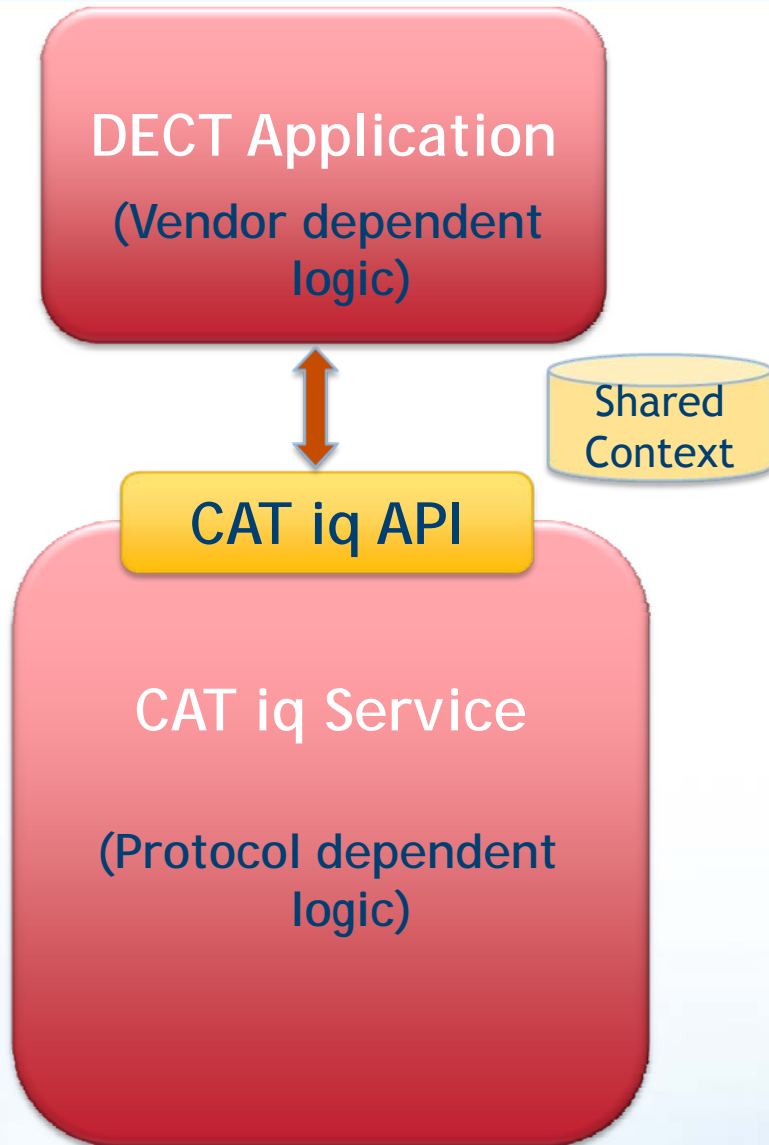 DECT Application
(Vendor dependent
logic)
Shared
Context
CAT iq API
CAT iq Service
(Protocol dependent
logic)